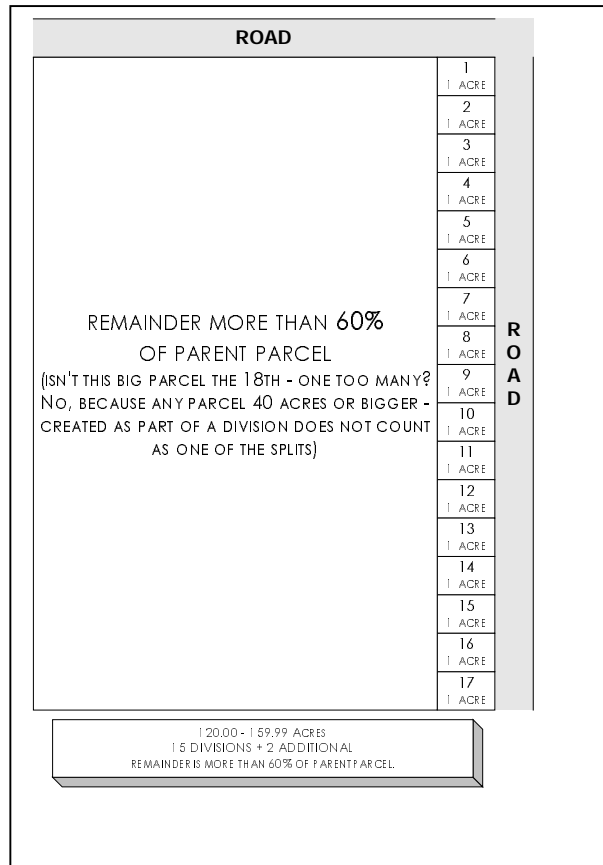 ROAD
1
1 ACRE
2
1 ACRE
3
1 ACRE
4
1 ACRE
5
1 ACRE
6
1 ACRE
7
1 ACRE
8
1 ACRE
9
1 ACRE
10
1 ACRE
11
1 ACRE
12
1 ACRE
13
1 ACRE
14
1 ACRE
15
1 ACRE
16
1 ACRE
17
1 ACRE
REMAINDER MORE THAN 60%
OF PARENT PARCEL
(ISN'T THIS BIG PARCEL THE 18TH - ONE TOO MANY?
NO, BECAUSE ANY PARCEL 40 ACRES OR BIGGER -
CREATED AS PART OF A DIVISION DOES NOT COUNT
AS ONE OF THE SPLITS)
R
O
A
D
120.00 - 159.99 ACRES
15 DIVISIONS + 2 ADDITIONAL
REMAINDER IS MORE THAN 60% OF PARENT PARCEL.